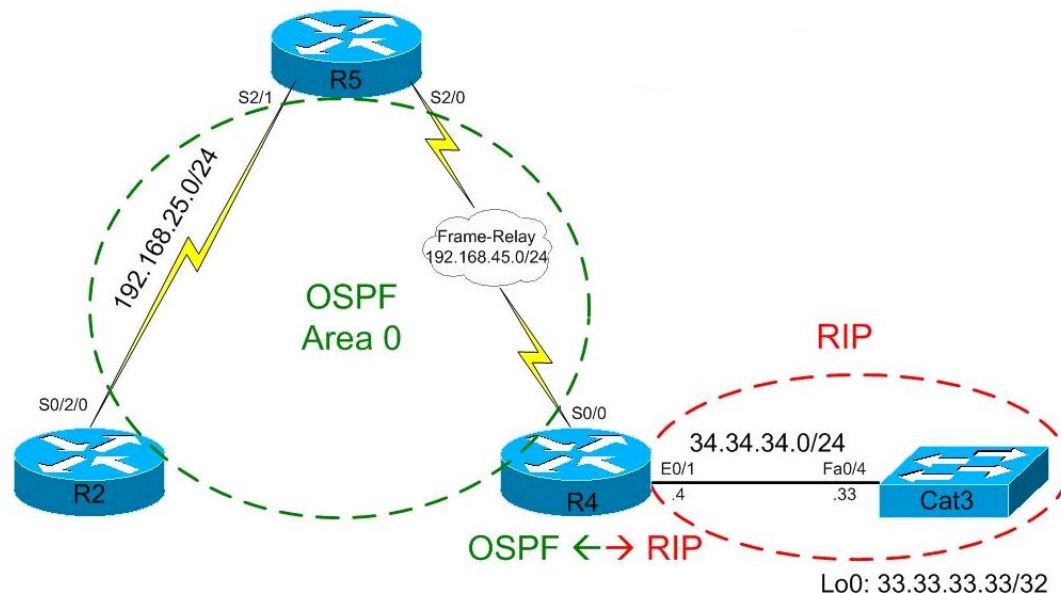 R5
S2/1
S2/0
192.168.25.0/24
Frame-Relay
192.168.45.0/24
OSPF
Area 0
RIP
S0/2/0
S0/0
R2
R4
34.34.34.0/24
E0/1
Fa0/4
.4
.33
Cat3
OSPF ←→ RIP
Lo0: 33.33.33.33/32